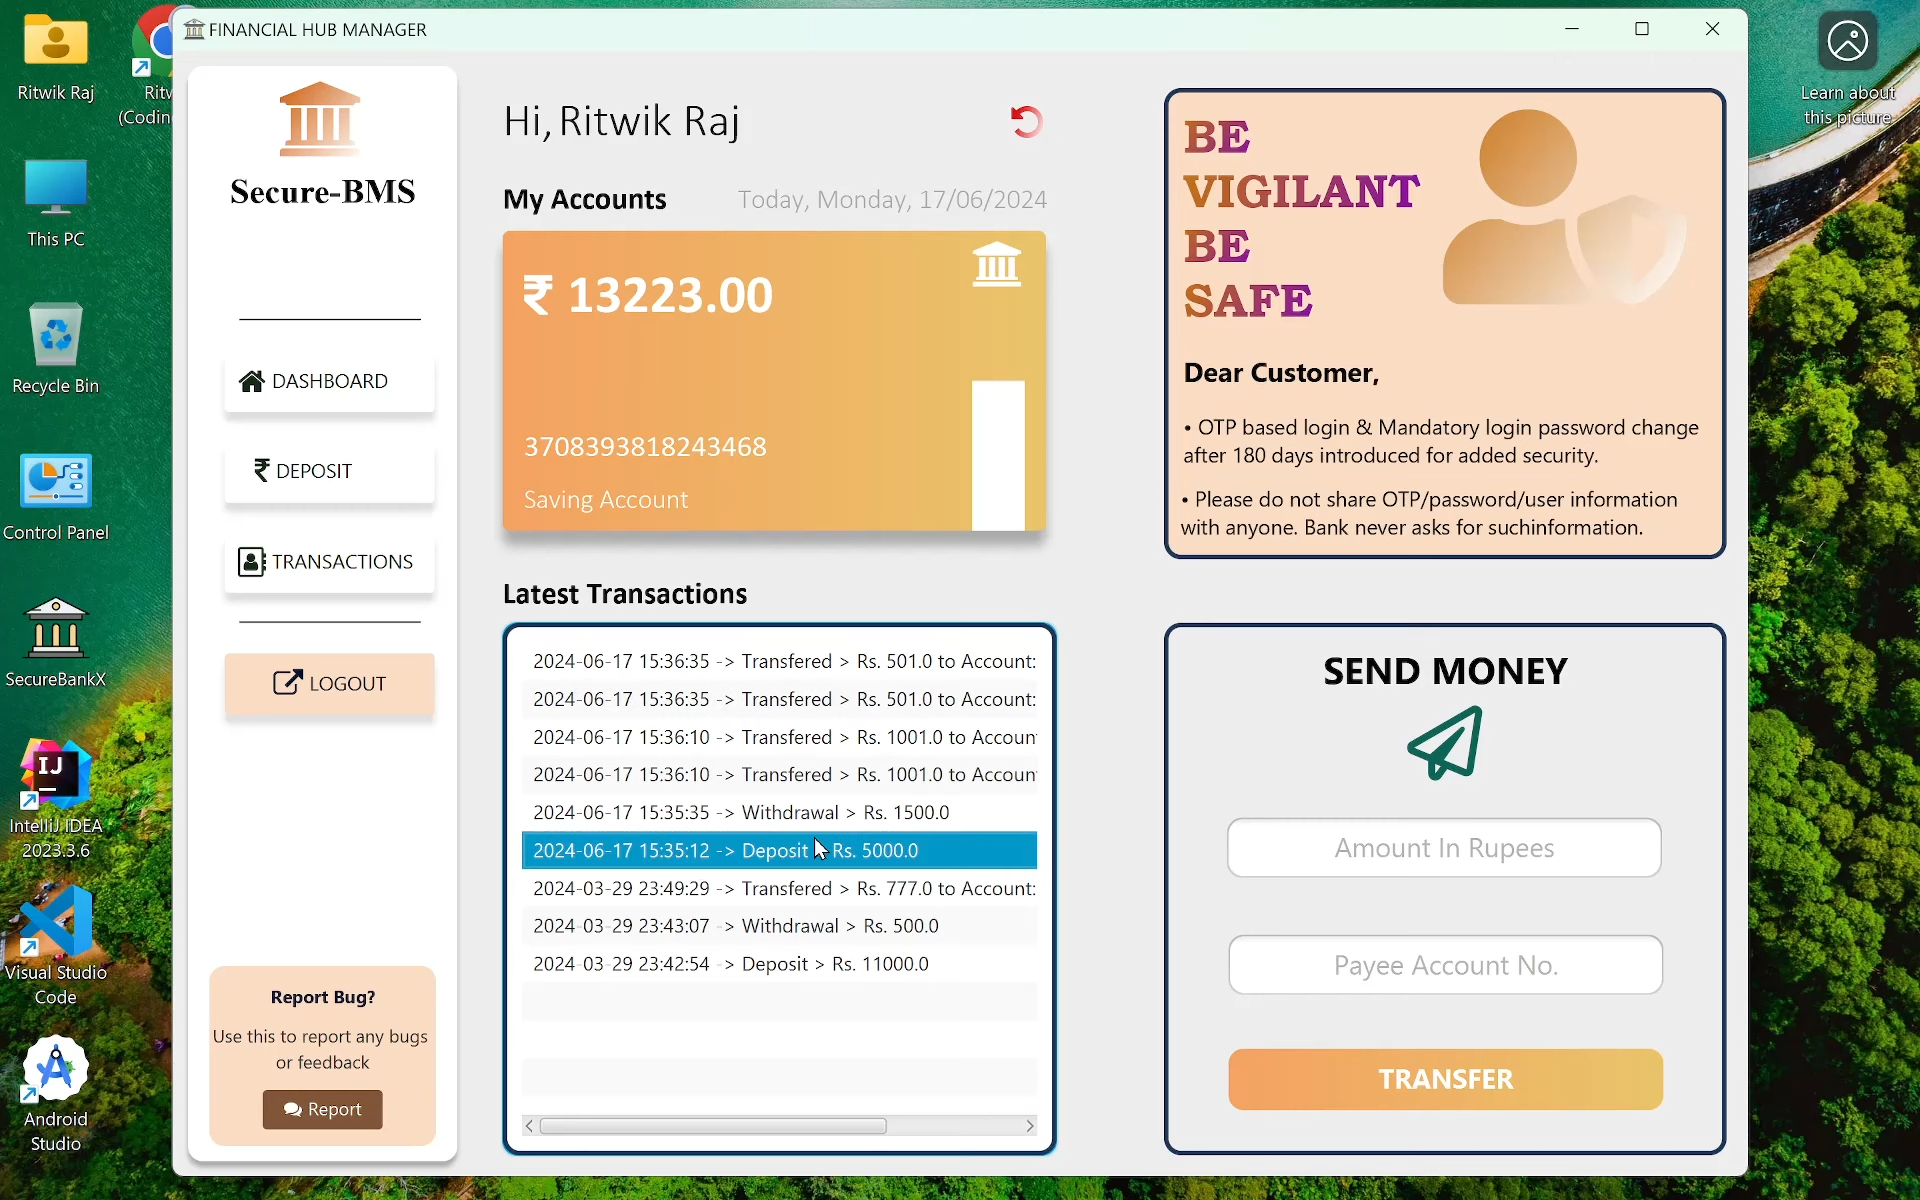 Ritwik Raj
This PC
Recycle Bin
Control Panel
SecureBankX
IntelliJ IDEA
2023.3.6
Visual Studio
Code
Android
Studio
(Codin
FINANCIAL HUB MANAGER
Secure-BMS
DASHBOARD
₹ DEPOSIT
TRANSACTIONS
LOGOUT
Report Bug?
Use this to report any bugs
or feedback
Report
Hi, Ritwik Raj
My Accounts
Today, Monday, 17/06/2024
₹ 13223.00
3708393818243468
Saving Account
Latest Transactions
2024-06-17 15:36:35 -> Transfered > Rs. 501.0 to Account:
2024-06-17 15:36:35 -> Transfered > Rs. 501.0 to Account:
2024-06-17 15:36:10 -> Transfered > Rs. 1001.0 to Accoun
2024-06-17 15:36:10 -> Transfered > Rs. 1001.0 to Accoun
2024-06-17 15:35:35 -> Withdrawal > Rs. 1500.0
2024-06-17 15:35:12 -> Deposit Rs. 5000.0
2024-03-29 23:49:29 -> Transfered > Rs. 777.0 to Account:
2024-03-29 23:43:07 -> Withdrawal > Rs. 500.0
2024-03-29 23:42:54 -> Deposit > Rs. 11000.0
BE
VIGILANT
BE
SAFE
Dear Customer,
• OTP based login & Mandatory login password change
after 180 days introduced for added security.
• Please do not share OTP/password/user information
with anyone. Bank never asks for suchinformation.
SEND MONEY
Amount In Rupees
Payee Account No.
TRANSFER
Learn about
this picture